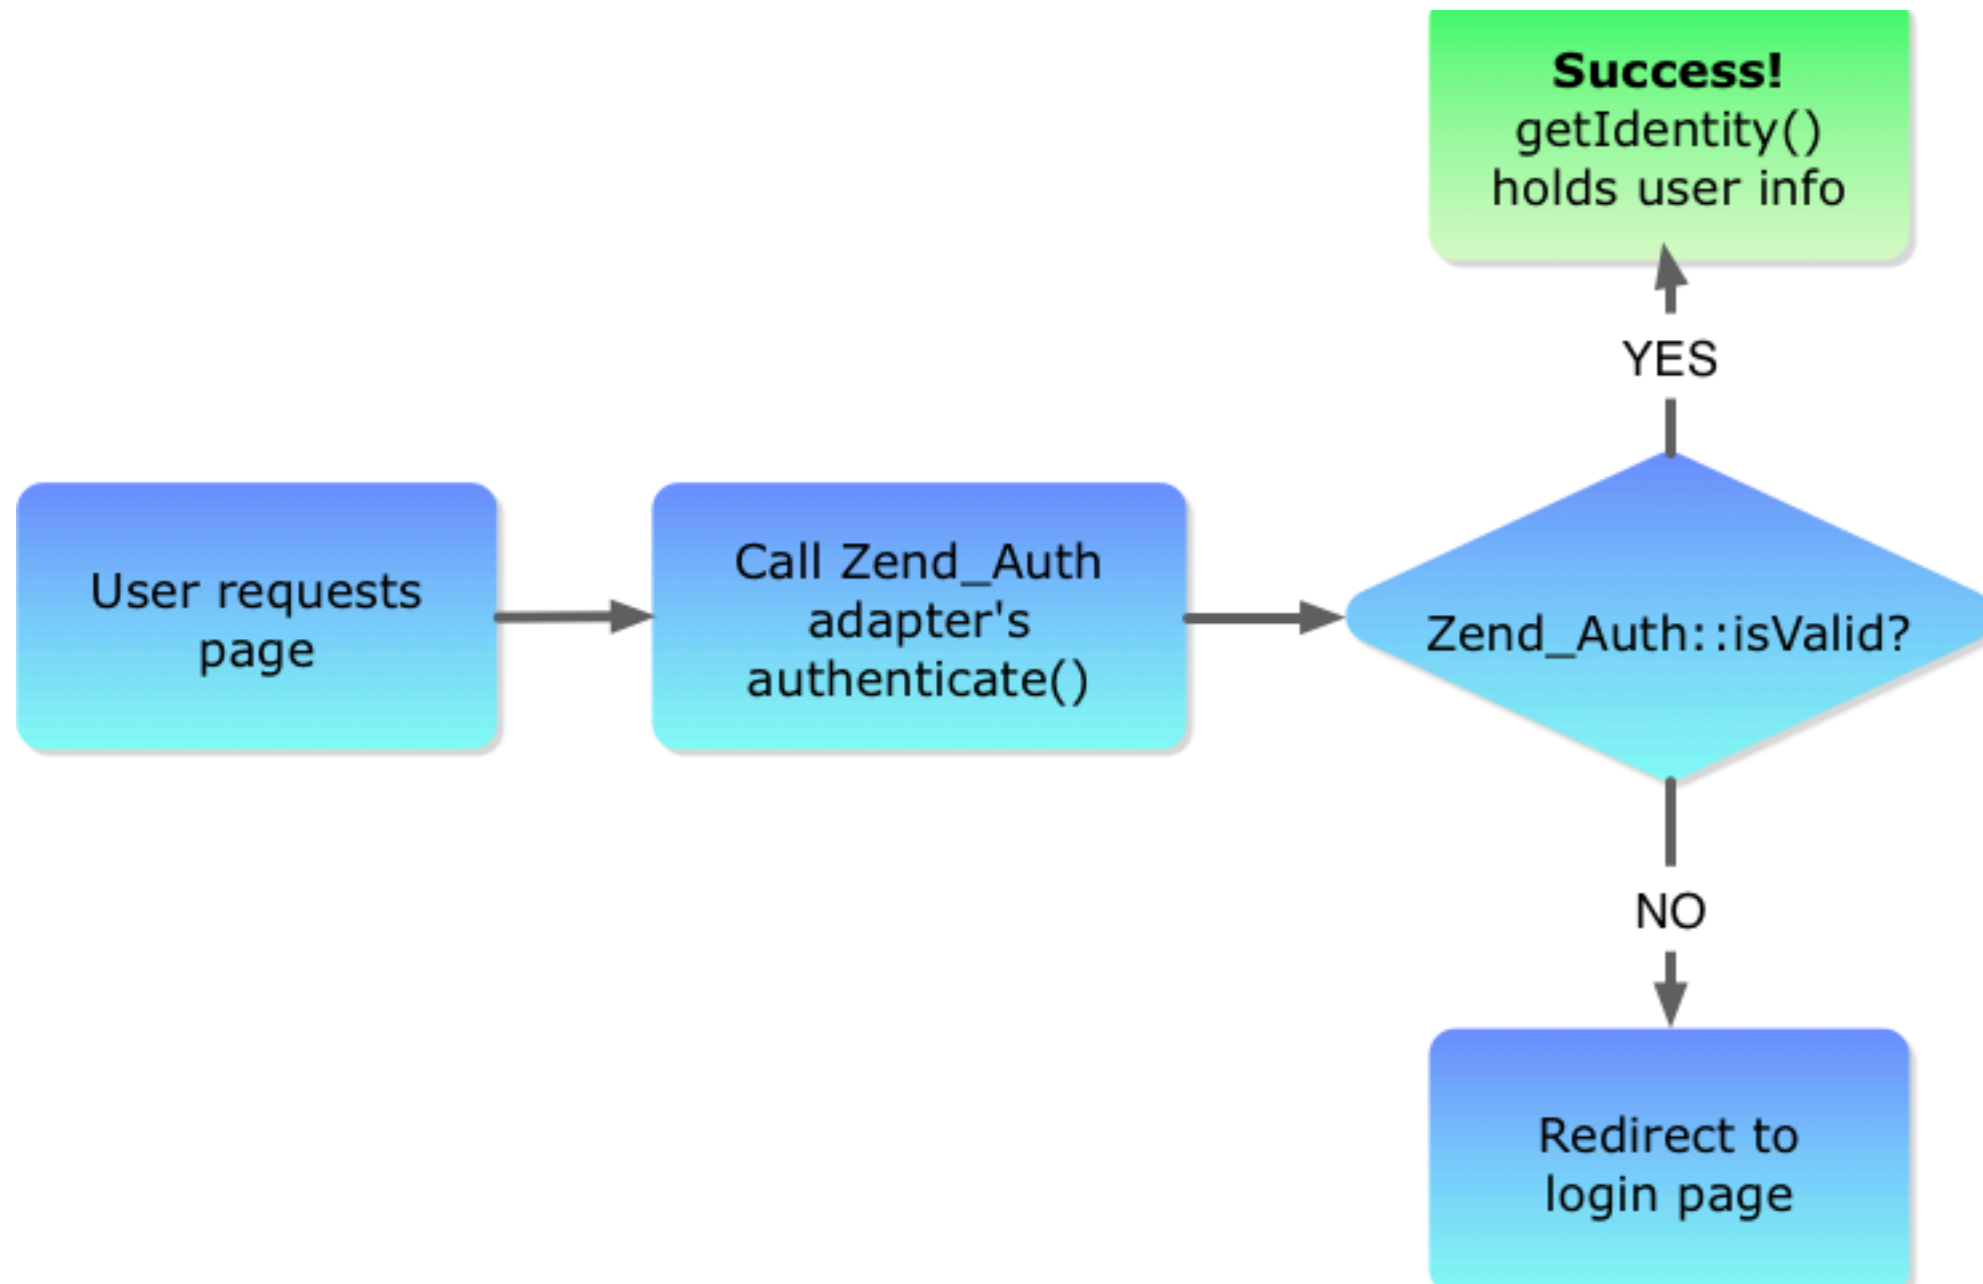 Success!
getIdentity()
holds user info
YES
User requests
page
Call Zend_Auth
adapter's
authenticate()
Zend_Auth::isValid?
NO
Redirect to
login page